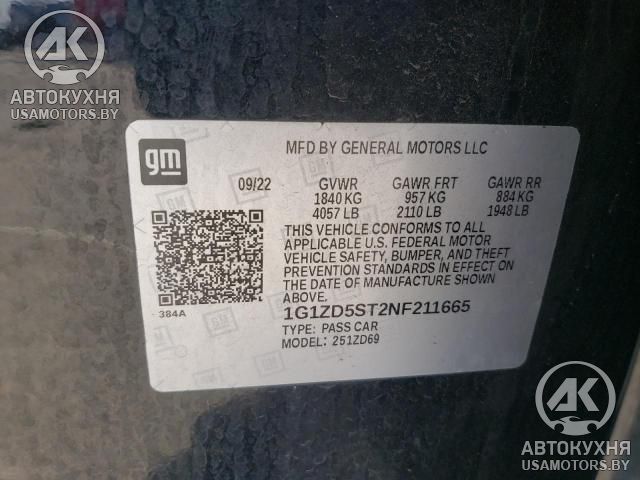 АК
АВТОКУХНЯ
USAMOTORS.BY
gm
MFD BY GENERAL MOTORS LLC
09/22
GVWR GAWR FRT GAWR RR
1840 KG 957 KG 884 KG
4057 LB 2110 LB 1948 LB
THIS VEHICLE CONFORMS TO ALL
APPLICABLE U.S. FEDERAL MOTOR
VEHICLE SAFETY, BUMPER, AND THEFT
PREVENTION STANDARDS IN EFFECT ON
THE DATE OF MANUFACTURE SHOWN
ABOVE.
384A
1G1ZD5ST2NF211665
TYPE: PASS CAR
MODEL: 251ZD69
АК
АВТОКУХНЯ
USAMOTORS.BY